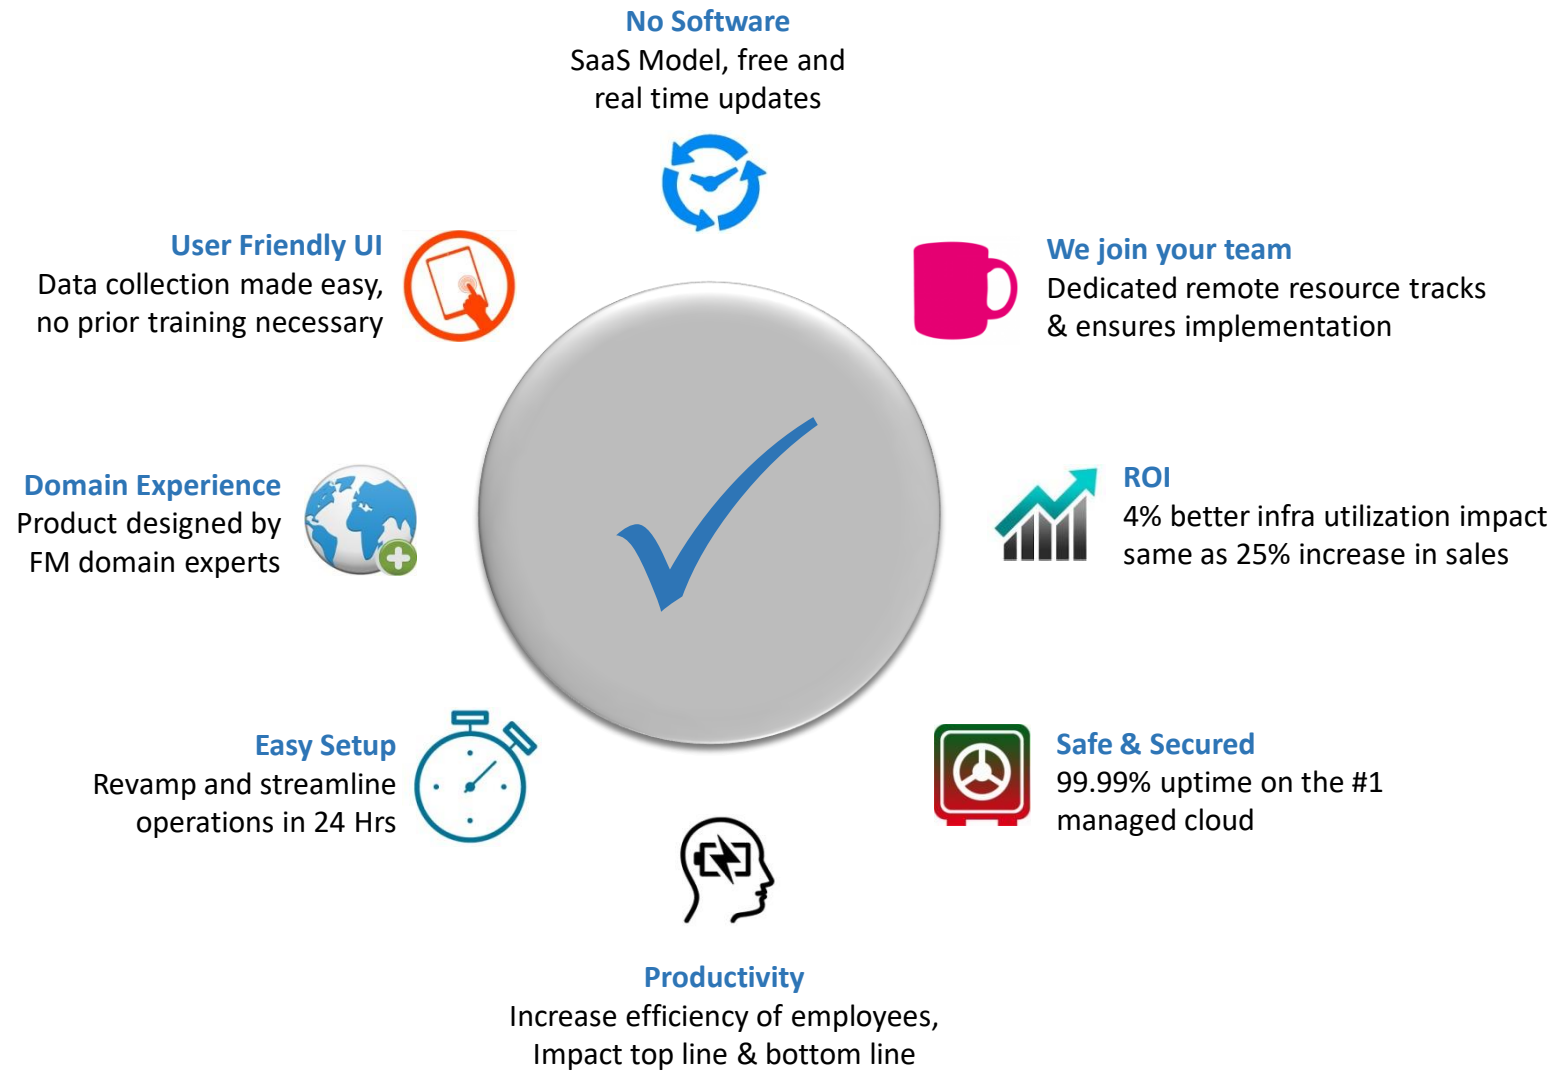 No Software
SaaS Model, free and
real time updates
User Friendly UI
Data collection made easy,
no prior training necessary
We join your team
Dedicated remote resource tracks
& ensures implementation
Domain Experience
Product designed by
FM domain experts
ROI
4% better infra utilization impact
same as 25% increase in sales
Easy Setup
Revamp and streamline
operations in 24 Hrs
Safe & Secured
99.99% uptime on the #1
managed cloud
Productivity
Increase efficiency of employees,
Impact top line & bottom line